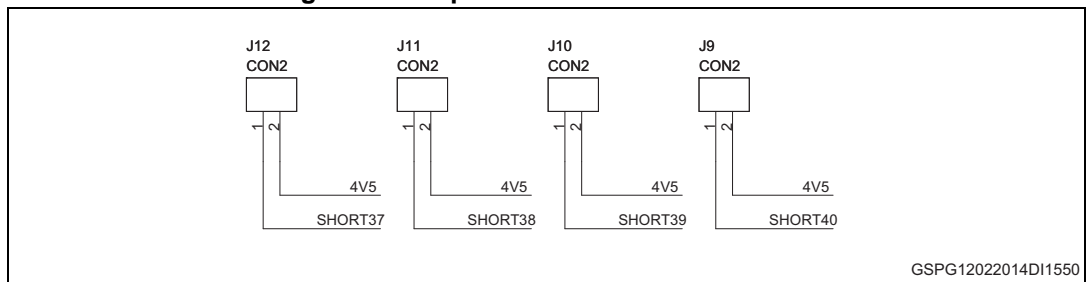 J12 J11 J10 J9
CON2 CON2 CON2 CON2
1 2 1 2 1 2 1 2
4V5 4V5 4V5 4V5
SHORT37 SHORT38 SHORT39 SHORT40
GSPG12022014DI1550